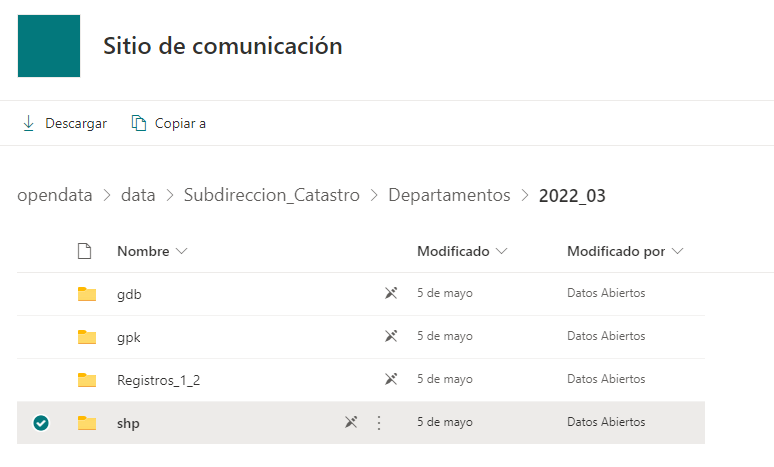 Sitio de comunicación
Descargar Copiar a
opendata > data > Subdireccion_Catastro > Departamentos > 2022_03
Nombre Modificado Modificado por
gdb 5 de mayo Datos Abiertos
gpk 5 de mayo Datos Abiertos
Registros_1_2 5 de mayo Datos Abiertos
shp 5 de mayo Datos Abiertos